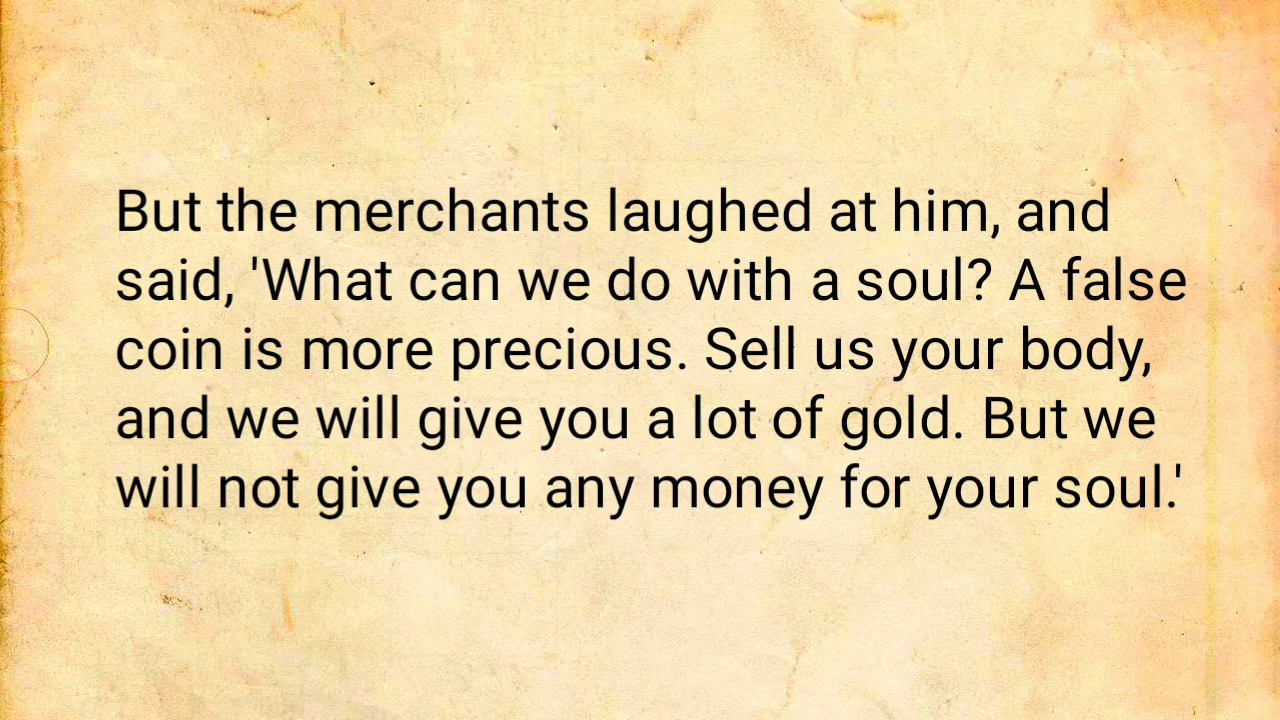 But the merchants laughed at him, and
said, 'What can we do with a soul? A false
coin is more precious. Sell us your body,
and we will give you a lot of gold. But we
will not give you any money for your soul.'